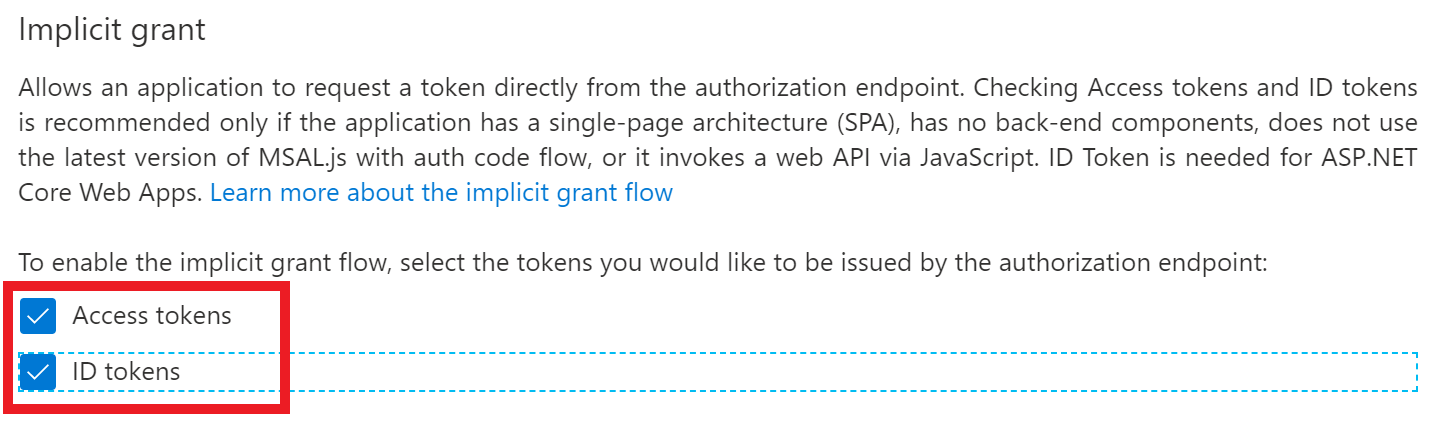 Implicit grant
Allows an application to request a token directly from the authorization endpoint. Checking Access tokens and ID tokens
is recommended only if the application has a single-page architecture (SPA), has no back-end components, does not use
the latest version of MSAL.js with auth code flow, or it invokes a web API via JavaScript. ID Token is needed for ASP.NET
Core Web Apps. Learn more about the implicit grant flow
To enable the implicit grant flow, select the tokens you would like to be issued by the authorization endpoint:
Access tokens
ID tokens